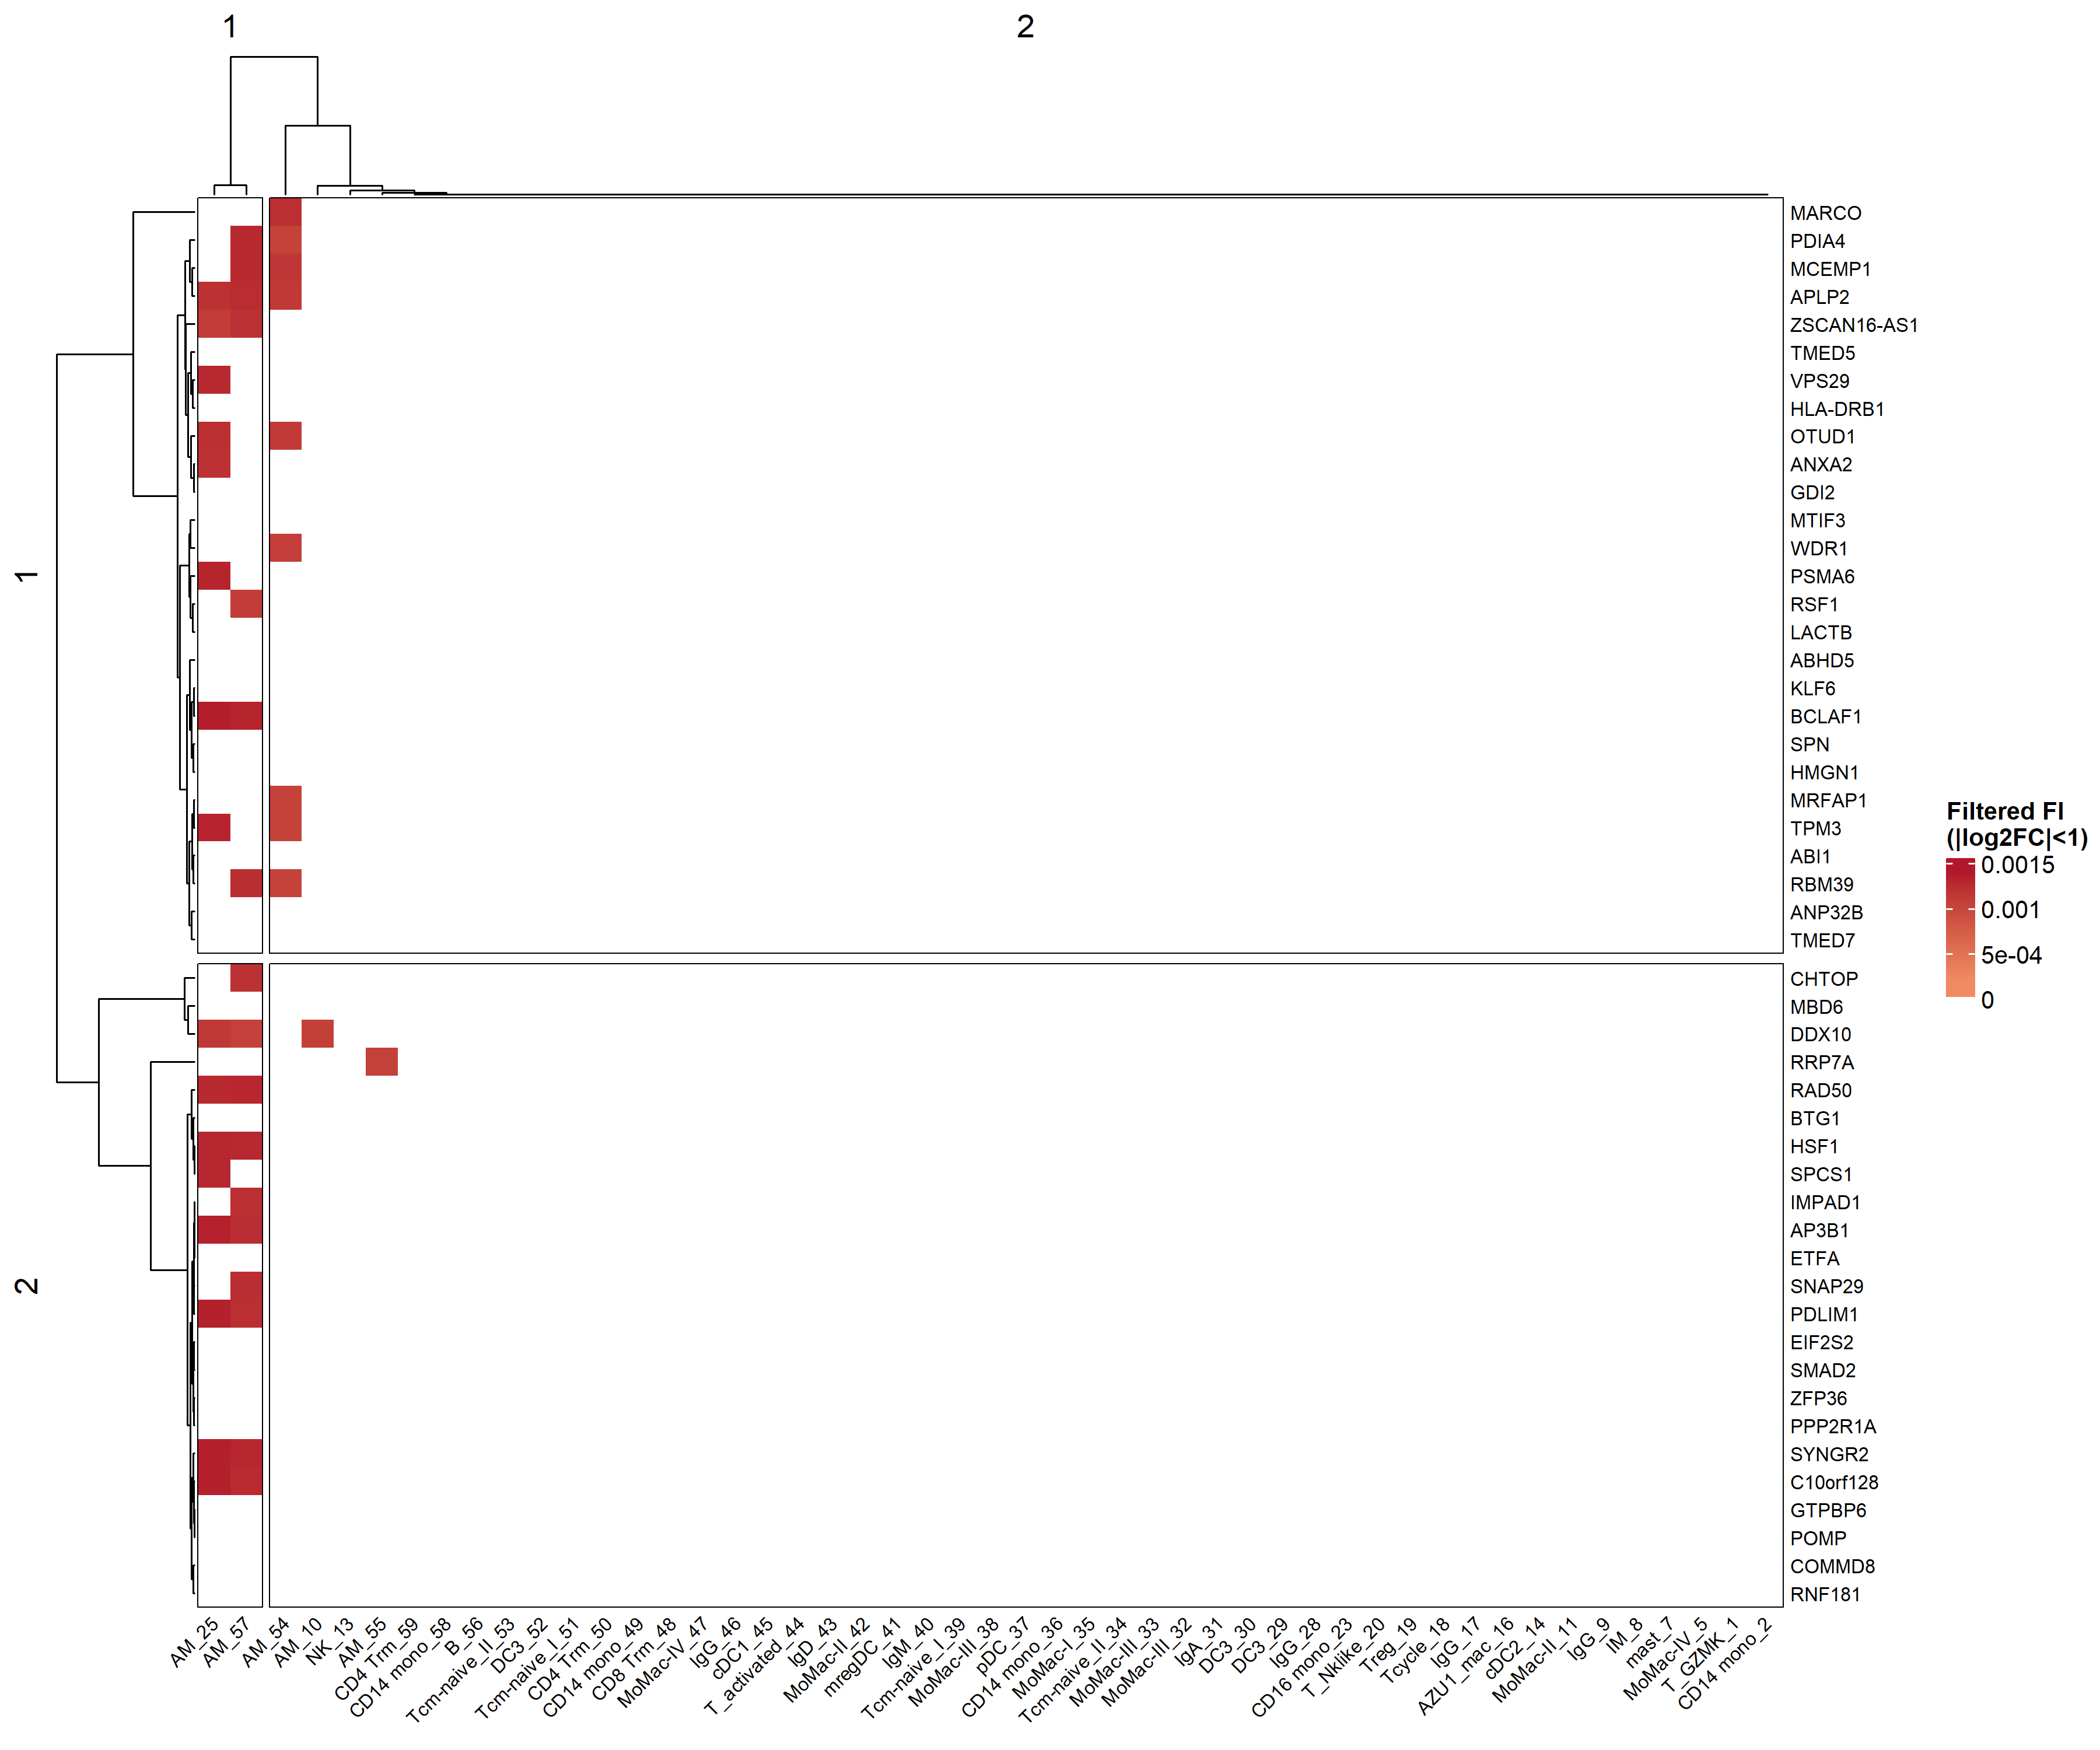 1
2
1
2
MARCO
PDIA4
MCEMP1
APLP2
ZSCAN16-AS1
TMED5
VPS29
HLA-DRB1
OTUD1
ANXA2
GDI2
MTIF3
WDR1
PSMA6
RSF1
LACTB
ABHD5
KLF6
BCLAF1
SPN
HMGN1
MRFAP1
TPM3
ABI1
RBM39
ANP32B
TMED7
CHTOP
MBD6
DDX10
RRP7A
RAD50
BTG1
HSF1
SPCS1
IMPAD1
AP3B1
ETFA
SNAP29
PDLIM1
EIF2S2
SMAD2
ZFP36
PPP2R1A
SYNGR2
C10orf128
GTPBP6
POMP
COMMD8
RNF181
Filtered FI
(|log2FC|<1)
0.0015
0.001
5e-04
0
AM_25
AM_57
AM_54
AM_10
NK_13
AM_55
CD4 Trm_59
CD14 mono_58
B_56
Tcm-naive_II_53
DC3_52
Tcm-naive_I_51
CD4 Trm_50
CD14 mono_49
CD8 Trm_48
MoMac-IV_47
IgG_46
cDC1_45
T_activated_44
IgD_43
MoMac-II_42
mregDC_41
IgM_40
Tcm-naive_I_39
MoMac-III_38
pDC_37
CD14 mono_36
MoMac-I_35
Tcm-naive_II_34
MoMac-III_33
MoMac-III_32
IgA_31
DC3_30
DC3_29
IgG_28
CD16 mono_23
T_Nklike_20
Treg_19
Tcycle_18
IgG_17
AZU1_mac_16
cDC2_14
MoMac-II_11
IgG_9
IM_8
mast_7
MoMac-IV_5
T_GZMK_1
CD14 mono_2